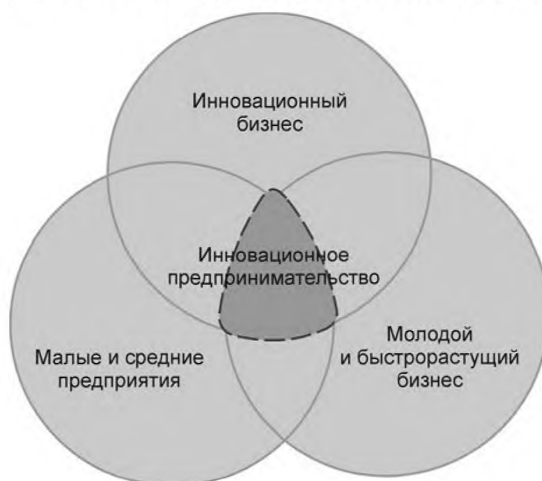 Инновационный
бизнес
Инновационное
предпринимательство
Малые и средние
предприятия
Молодой
и быстрорастущий
бизнес